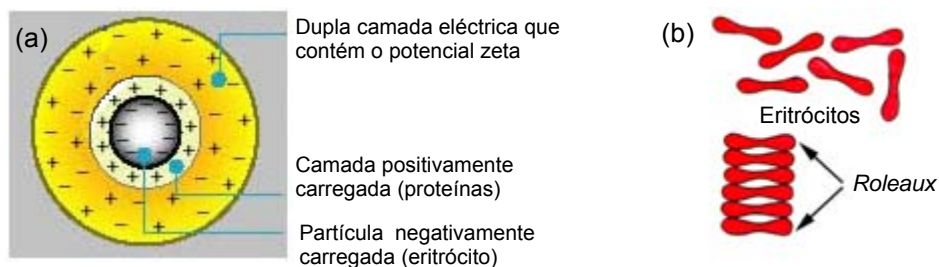 (a)
Dupla camada eléctrica que
contém o potencial zeta
Camada positivamente
carregada (proteínas)
Partícula negativamente
carregada (eritrócito)
(b)
Eritrócitos
Roleaux